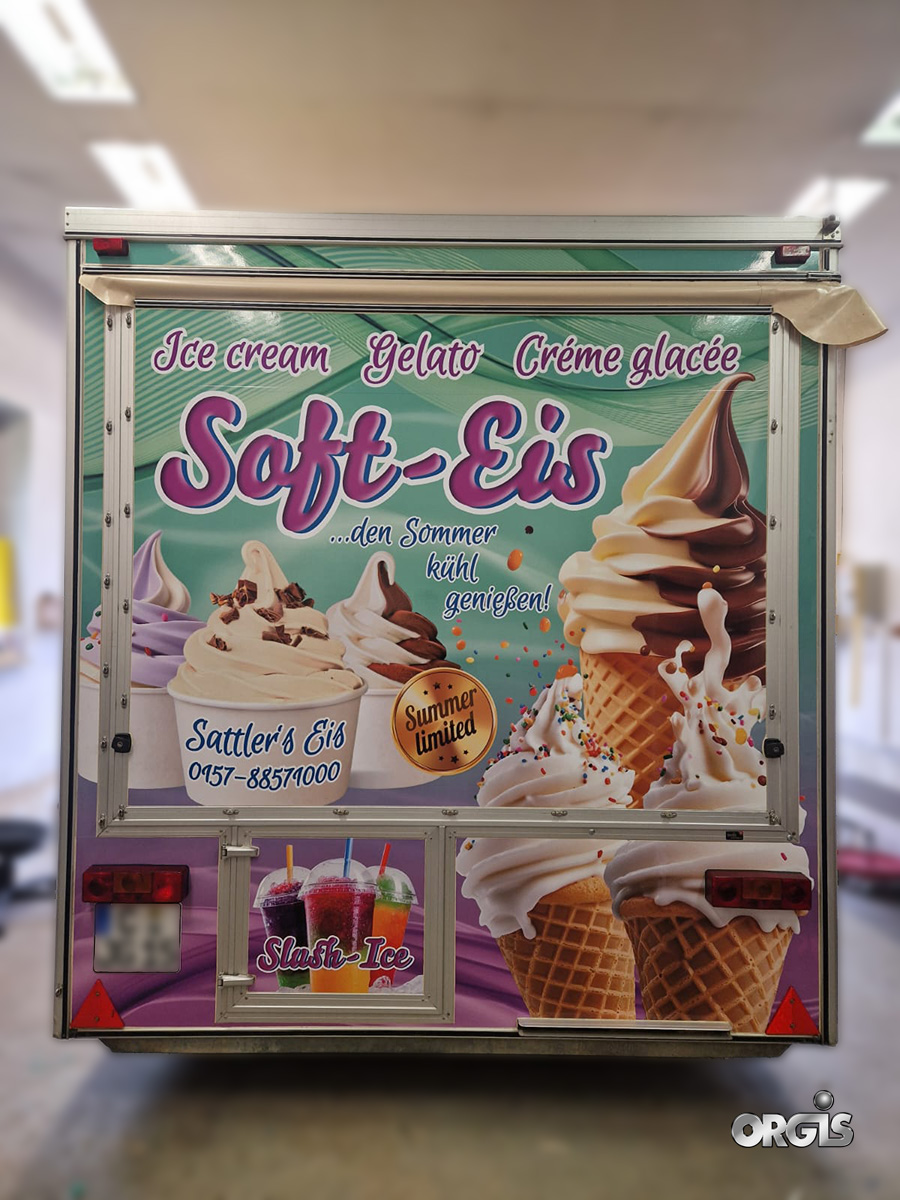 Ice cream Gelato Créme glacée
Soft-Eis
...den Sommer
kühl
genießen!
Summer
limited
Sattler's Eis
0157-88571000
Slush-Ice
ORGIS